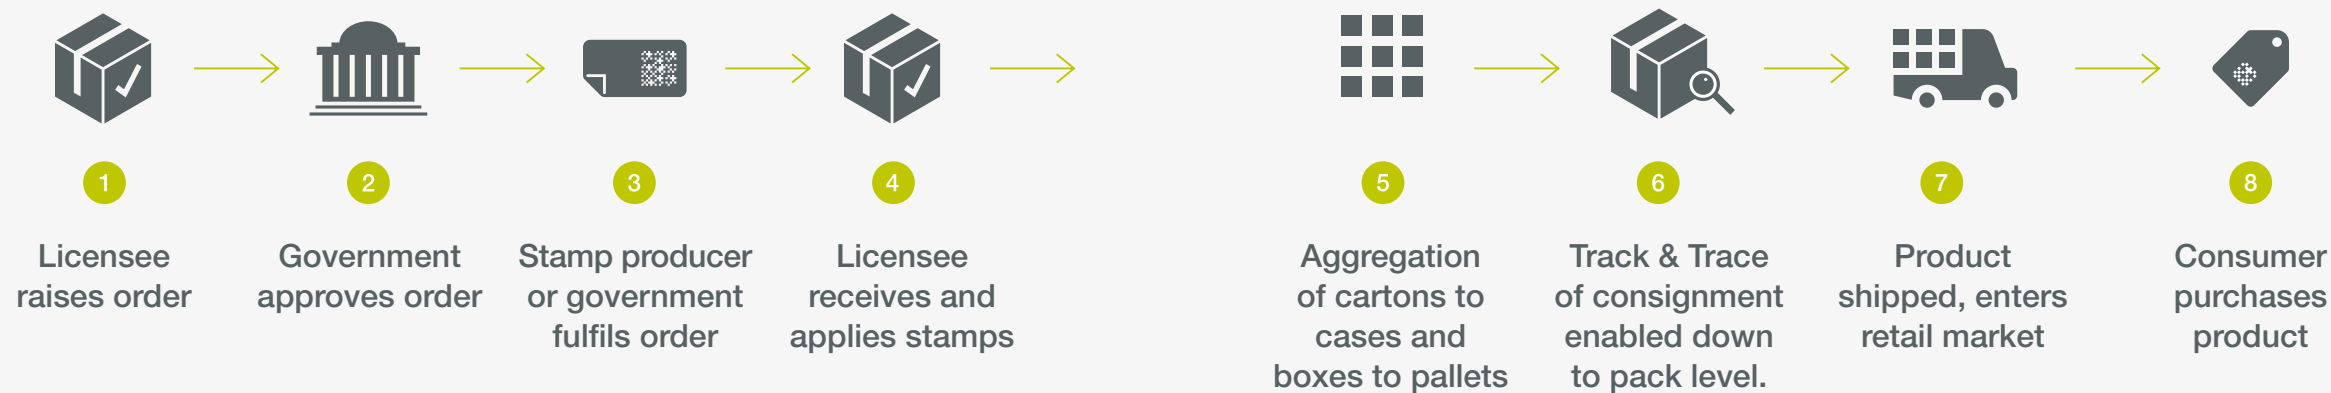 1
Licensee
raises order
2
Government
approves order
3
Stamp producer
or government
fulfils order
4
Licensee
receives and
applies stamps
5
Aggregation
of cartons to
cases and
boxes to pallets
6
Track & Trace
of consignment
enabled down
to pack level.
7
Product
shipped, enters
retail market
8
Consumer
purchases
product